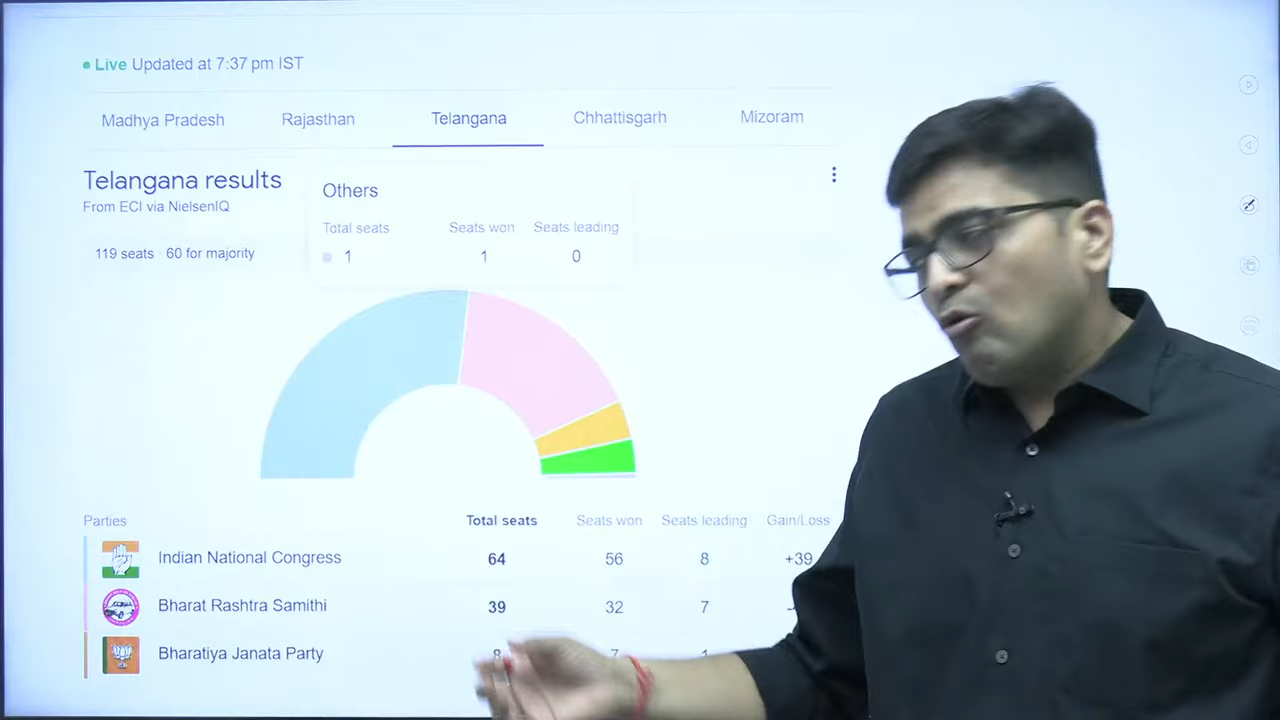 Live Updated at 7:37 pm IST
Madhya Pradesh Rajasthan Telangana Chhattisgarh Mizoram
Telangana results
From ECI via NielsenIQ
119 seats · 60 for majority
Others
Total seats Seats won Seats leading
1 1 0
Parties Total seats Seats won Seats leading Gain/Loss
Indian National Congress 64 56 8 +39
Bharat Rashtra Samithi 39 32 7
Bharatiya Janata Party 8 7 1